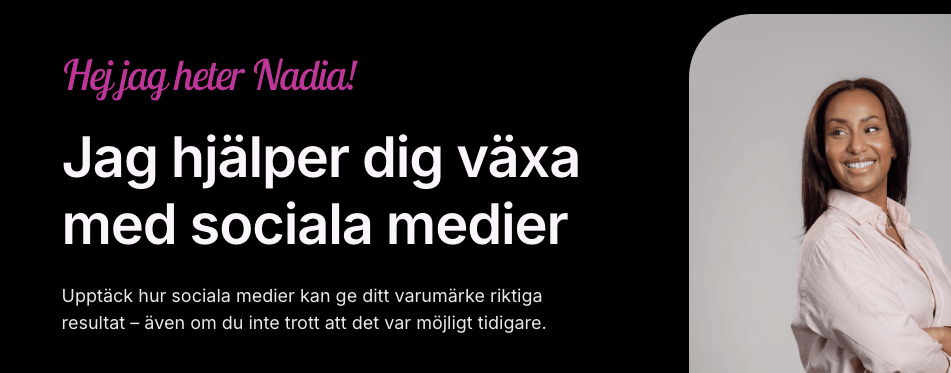 Hej jag heter Nadia!
Jag hjälper dig växa
med sociala medier
Upptäck hur sociala medier kan ge ditt varumärke riktiga
resultat – även om du inte trott att det var möjligt tidigare.